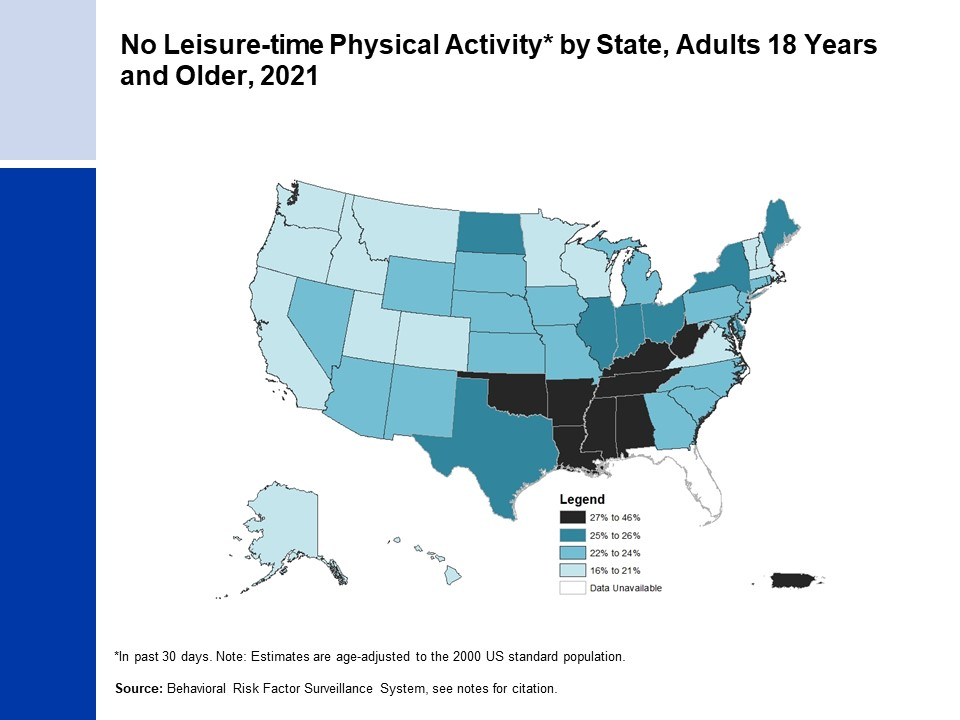 No Leisure-time Physical Activity* by State, Adults 18 Years
and Older, 2021
Legend
27% to 46%
25% to 26%
22% to 24%
16% to 21%
Data Unavailable
*In past 30 days. Note: Estimates are age-adjusted to the 2000 US standard population.
Source: Behavioral Risk Factor Surveillance System, see notes for citation.